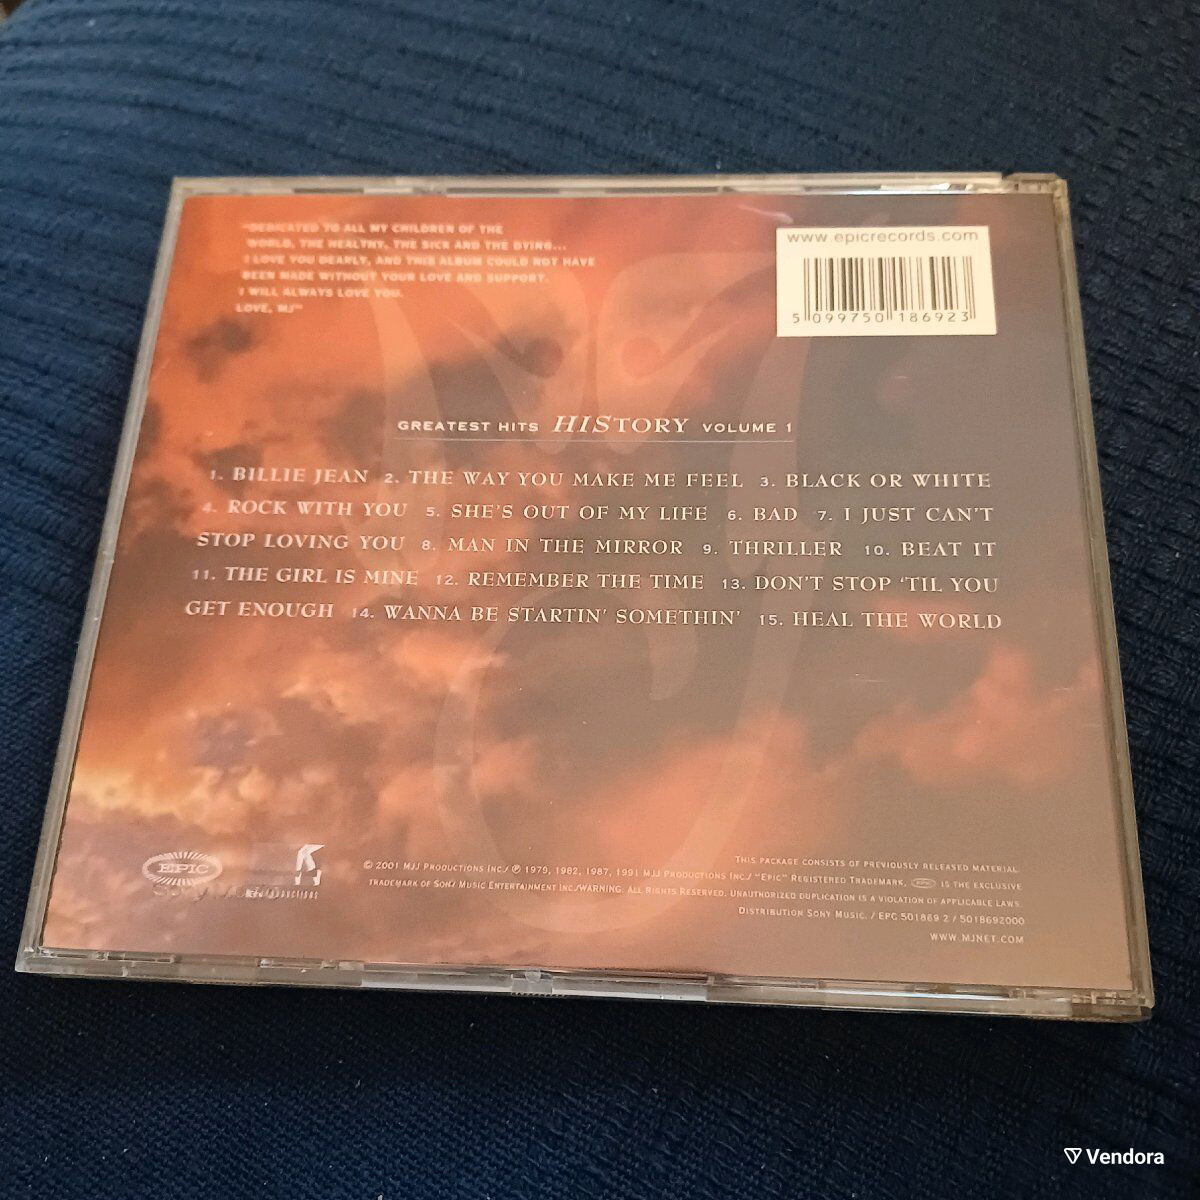 "DEDICATED TO ALL MY CHILDREN OF THE
WORLD, THE HEALTHY, THE SICK AND THE DYING...
I LOVE YOU DEARLY, AND THIS ALBUM COULD NOT HAVE
BEEN MADE WITHOUT YOUR LOVE AND SUPPORT.
I WILL ALWAYS LOVE YOU.
LOVE, MJ"
www.epicrecords.com
5 099750 186923
GREATEST HITS HISTORY VOLUME 1
1. BILLIE JEAN 2. THE WAY YOU MAKE ME FEEL 3. BLACK OR WHITE
4. ROCK WITH YOU 5. SHE'S OUT OF MY LIFE 6. BAD 7. I JUST CAN'T
STOP LOVING YOU 8. MAN IN THE MIRROR 9. THRILLER 10. BEAT IT
11. THE GIRL IS MINE 12. REMEMBER THE TIME 13. DON'T STOP 'TIL YOU
GET ENOUGH 14. WANNA BE STARTIN' SOMETHIN' 15. HEAL THE WORLD
EPIC
© 2001 MJJ PRODUCTIONS INC./ ℗ 1979, 1982, 1987, 1991 MJJ PRODUCTIONS INC./ "EPIC" REGISTERED TRADEMARK, EPIC IS THE EXCLUSIVE
TRADEMARK OF SONY MUSIC ENTERTAINMENT INC./WARNING. ALL RIGHTS RESERVED. UNAUTHORIZED DUPLICATION IS A VIOLATION OF APPLICABLE LAWS.
THIS PACKAGE CONSISTS OF PREVIOUSLY RELEASED MATERIAL.
DISTRIBUTION SONY MUSIC. / EPC 501869 2 / 5018692000
WWW.MJNET.COM
Vendora